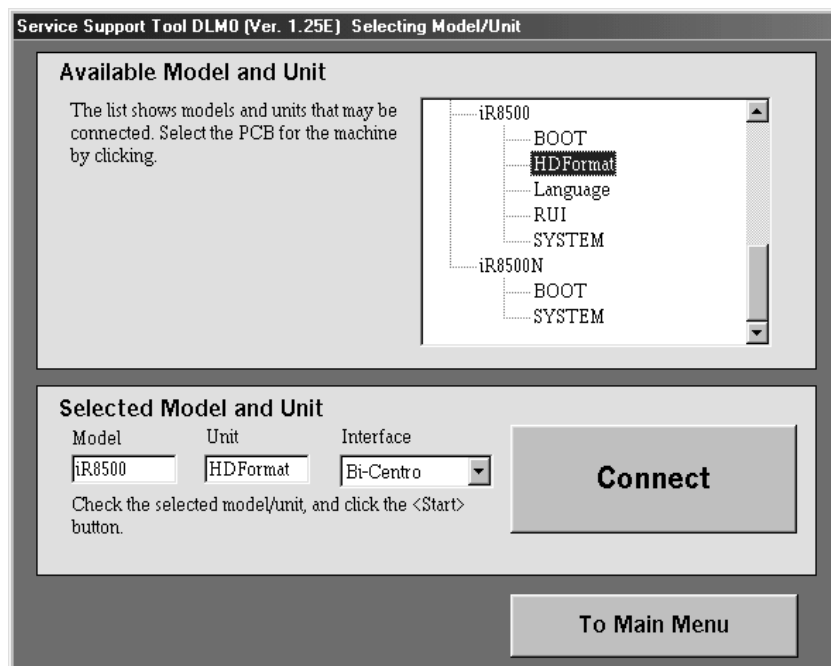 Service Support Tool DLM0 (Ver. 1.25E) Selecting Model/Unit
Available Model and Unit
The list shows models and units that may be
connected. Select the PCB for the machine
by clicking.
iR8500
BOOT
HDFormat
Language
RUI
SYSTEM
iR8500N
BOOT
SYSTEM
Selected Model and Unit
Model Unit Interface
iR8500 HDFormat Bi-Centro
Check the selected model/unit, and click the <Start>
button.
Connect
To Main Menu